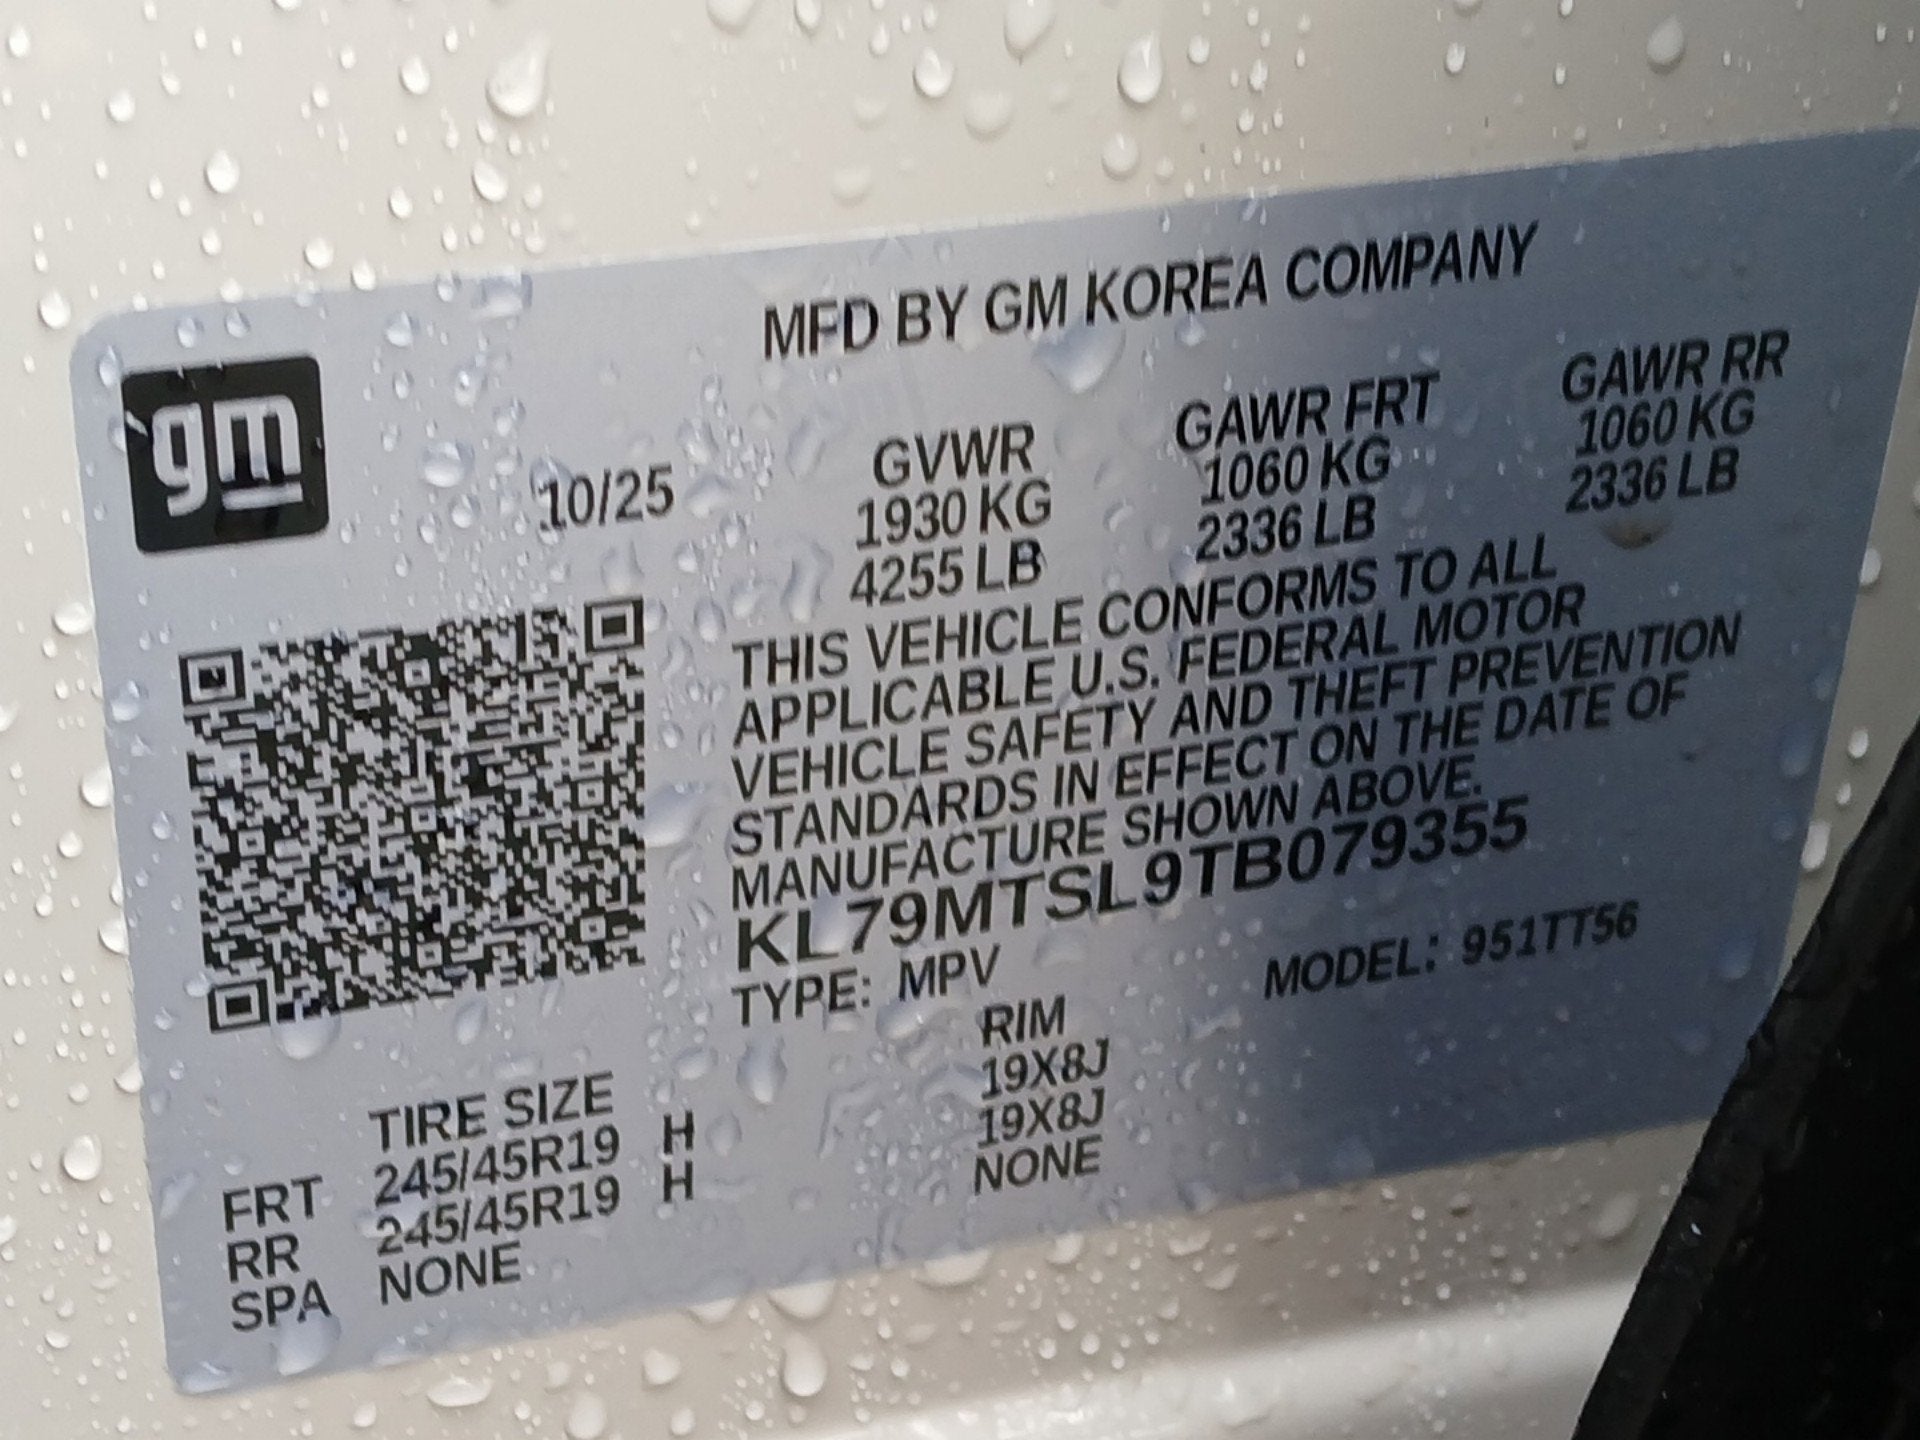 MFD BY GM KOREA COMPANY
gm
10/25
GVWR GAWR FRT GAWR RR
1930 KG 1060 KG 1060 KG
4255 LB 2336 LB 2336 LB
THIS VEHICLE CONFORMS TO ALL
APPLICABLE U.S. FEDERAL MOTOR
VEHICLE SAFETY AND THEFT PREVENTION
STANDARDS IN EFFECT ON THE DATE OF
MANUFACTURE SHOWN ABOVE.
KL79MTSL9TB079355
TYPE: MPV MODEL: 951TT56
TIRE SIZE RIM
FRT 245/45R19 H 19X8J
RR 245/45R19 H 19X8J
SPA NONE NONE